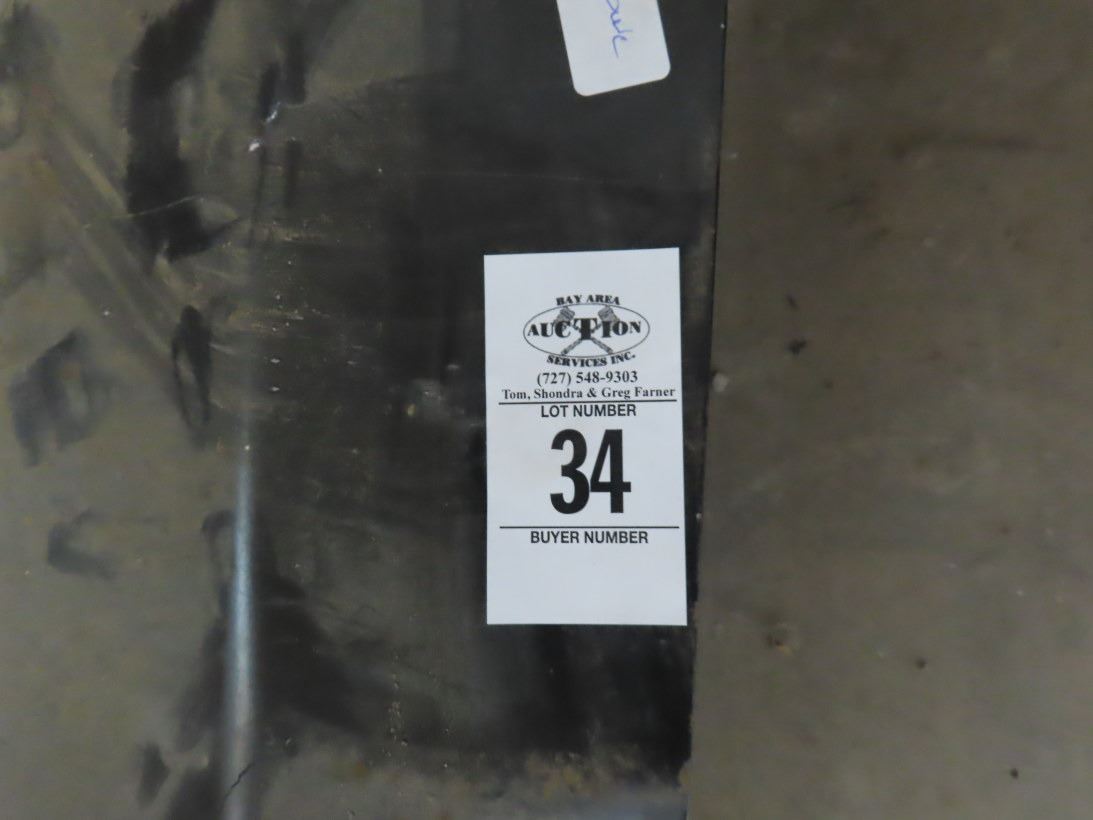 BAY AREA
AUCTION
SERVICES INC.
(727) 548-9303
Tom, Shondra & Greg Farner
LOT NUMBER
34
BUYER NUMBER